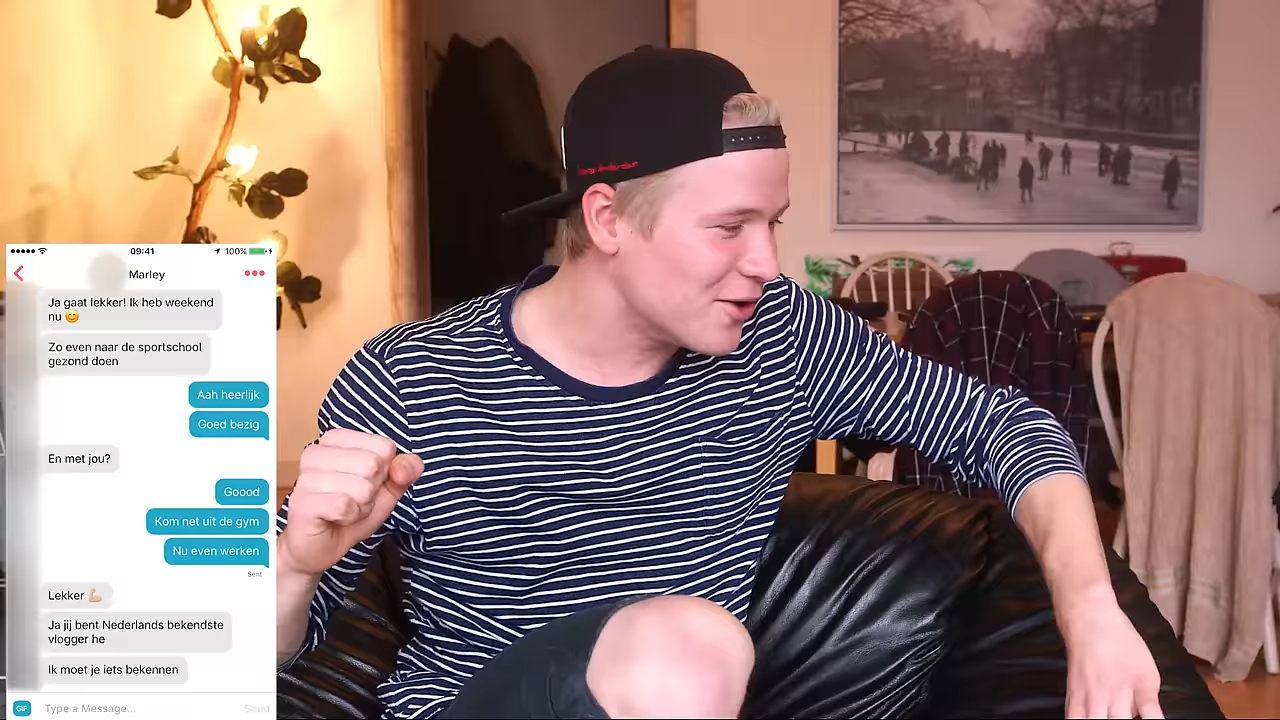 09:41
100%
Marley
Ja gaat lekker! Ik heb weekend
nu 😊
Zo even naar de sportschool
gezond doen
Aah heerlijk
Goed bezig
En met jou?
Goood
Kom net uit de gym
Nu even werken
Sent
Lekker 💪🏻
Ja jij bent Nederlands bekendste
vlogger he
Ik moet je iets bekennen
GIF
Type a Message...
Send